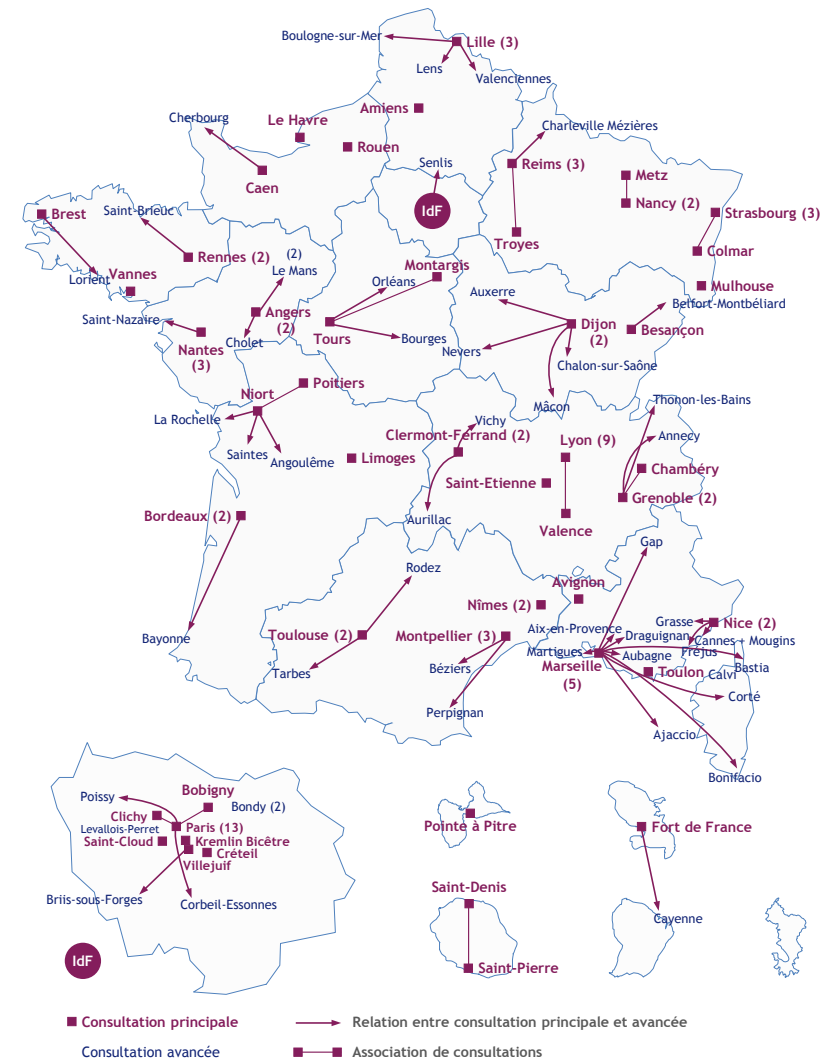 Boulogne-sur-Mer
Lille (3)
Lens
Valenciennes
Amiens
Cherbourg
Le Havre
Charleville Mézières
Rouen
Senlis
Reims (3)
Caen
Metz
IdF
Nancy (2)
Brest
Saint-Brieuc
Strasbourg (3)
Troyes
Rennes (2)
(2)
Le Mans
Montargis
Colmar
Lorient
Vannes
Orléans
Auxerre
Mulhouse
Belfort-Montbéliard
Saint-Nazaire
Angers
(2)
Dijon
(2)
Besançon
Cholet
Tours
Bourges
Nantes
(3)
Nevers
Chalon-sur-Saône
Poitiers
Niort
Mâcon
Thonon-les-Bains
La Rochelle
Vichy
Clermont-Ferrand (2)
Annecy
Lyon (9)
Saintes
Angoulême
Limoges
Chambéry
Saint-Etienne
Grenoble (2)
Bordeaux (2)
Aurillac
Valence
Gap
Rodez
Avignon
Nîmes (2)
Grasse
Nice (2)
Aix-en-Provence
Draguignan
Cannes + Mougins
Bayonne
Toulouse (2)
Montpellier (3)
Martigues
Aubagne
Fréjus
Marseille
(5)
Bastia
Tarbes
Béziers
Toulon
Calvi
Corté
Perpignan
Ajaccio
Bonifacio
Poissy
Bobigny
Bondy (2)
Clichy
Levallois-Perret
Paris (13)
Saint-Cloud
Kremlin Bicêtre
Créteil
Villejuif
Pointe à Pitre
Fort de France
Briis-sous-Forges
Corbeil-Essonnes
Saint-Denis
Cayenne
IdF
Saint-Pierre
Consultation principale
Relation entre consultation principale et avancée
Consultation avancée
Association de consultations